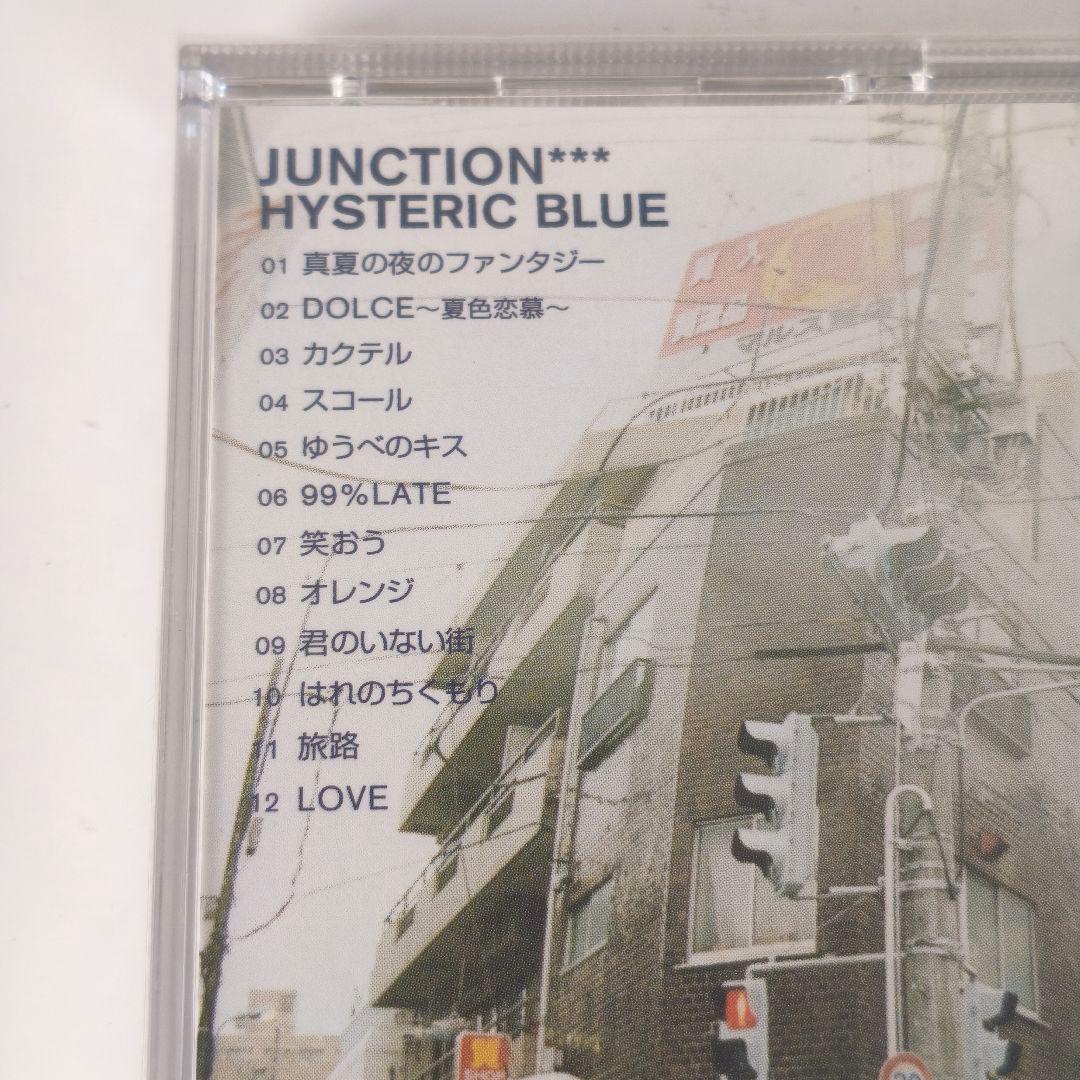 JUNCTION***
HYSTERIC BLUE
01 真夏の夜のファンタジー
02 DOLCE〜夏色恋慕〜
03 カクテル
04 スコール
05 ゆうべのキス
06 99%LATE
07 笑おう
08 オレンジ
09 君のいない街
10 はれのちくもり
11 旅路
12 LOVE
マルス